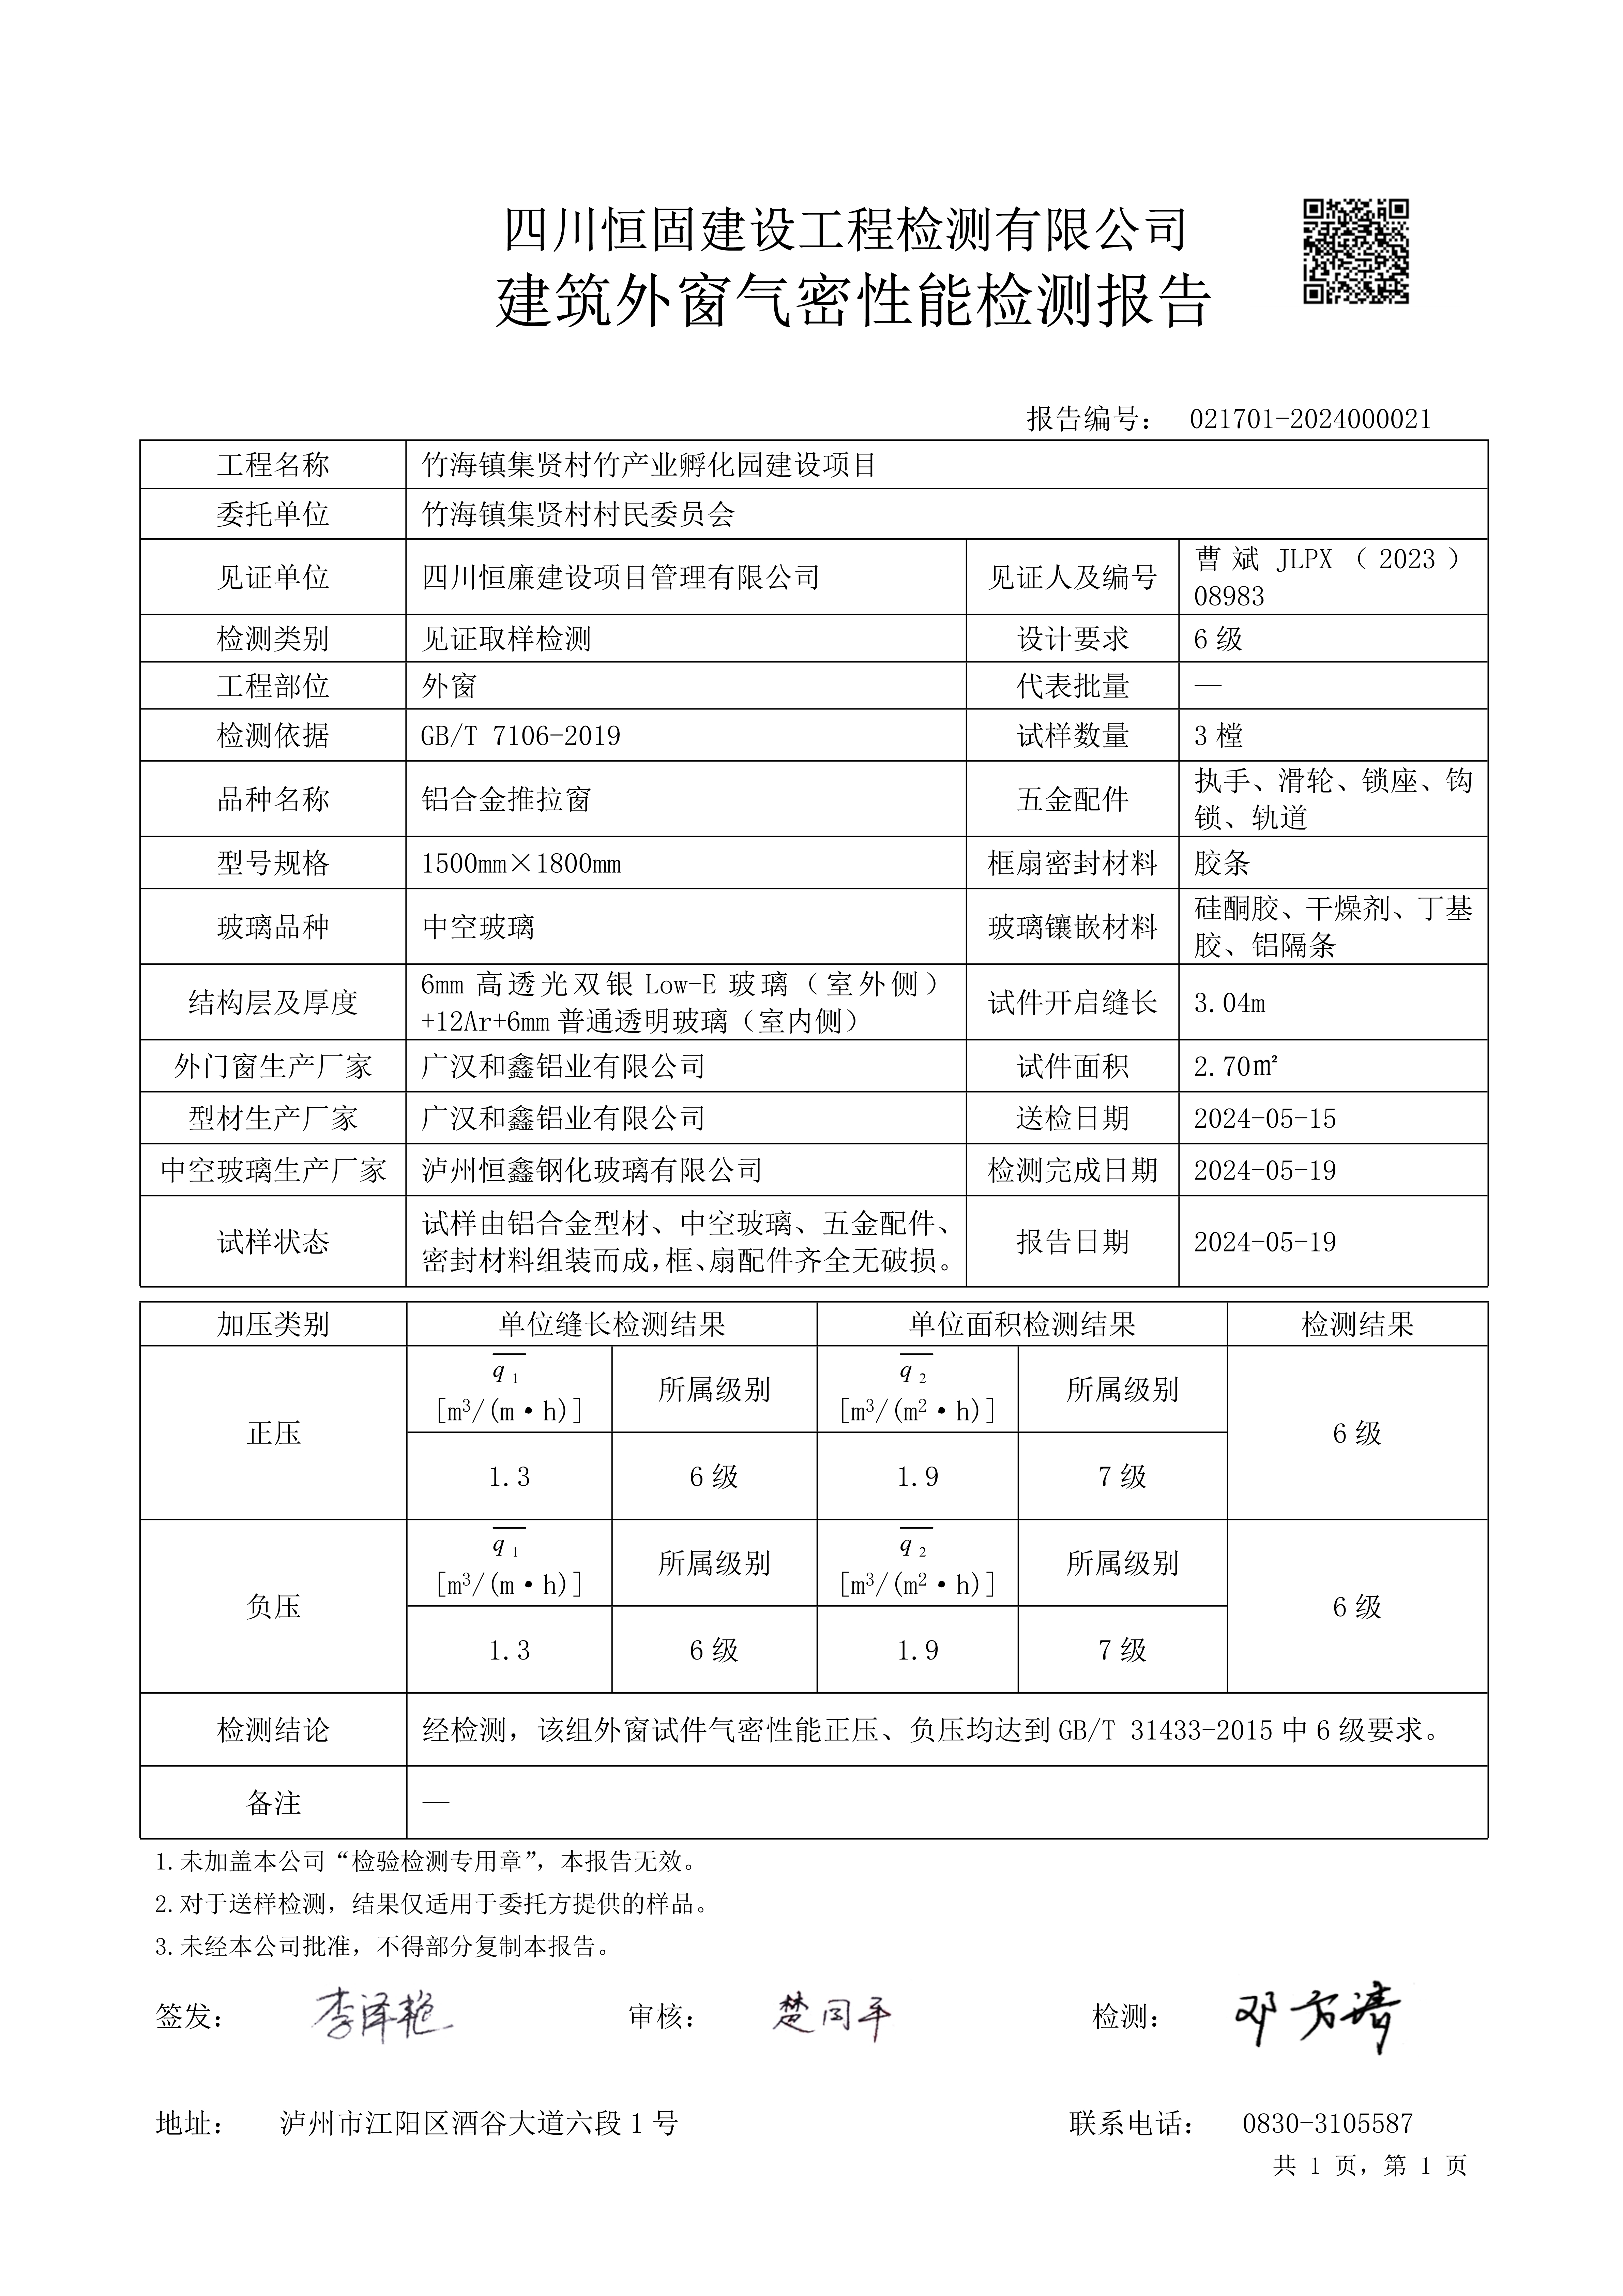 四川恒固建设工程检测有限公司
建筑外窗气密性能检测报告
报告编号： 021701-2024000021
工程名称 竹海镇集贤村竹产业孵化园建设项目
委托单位 竹海镇集贤村村民委员会
见证单位 四川恒廉建设项目管理有限公司 见证人及编号 曹斌 JLPX（2023）
08983
检测类别 见证取样检测 设计要求 6级
工程部位 外窗 代表批量 —
检测依据 GB/T 7106-2019 试样数量 3樘
品种名称 铝合金推拉窗 五金配件 执手、滑轮、锁座、钩
锁、轨道
型号规格 1500mm×1800mm 框扇密封材料 胶条
玻璃品种 中空玻璃 玻璃镶嵌材料 硅酮胶、干燥剂、丁基
胶、铝隔条
结构层及厚度 6mm高透光双银Low-E玻璃（室外侧）
+12Ar+6mm普通透明玻璃（室内侧） 试件开启缝长 3.04m
外门窗生产厂家 广汉和鑫铝业有限公司 试件面积 2.70㎡
型材生产厂家 广汉和鑫铝业有限公司 送检日期 2024-05-15
中空玻璃生产厂家 泸州恒鑫钢化玻璃有限公司 检测完成日期 2024-05-19
试样状态 试样由铝合金型材、中空玻璃、五金配件、
密封材料组装而成,框、扇配件齐全无破损。 报告日期 2024-05-19
加压类别 单位缝长检测结果 单位面积检测结果 检测结果
正压 q̅₁ [m³/(m·h)] 所属级别 q̅₂ [m³/(m²·h)] 所属级别 6级
1.3 6级 1.9 7级
负压 q̅₁ [m³/(m·h)] 所属级别 q̅₂ [m³/(m²·h)] 所属级别 6级
1.3 6级 1.9 7级
检测结论 经检测，该组外窗试件气密性能正压、负压均达到GB/T 31433-2015中6级要求。
备注 —
1.未加盖本公司“检验检测专用章”，本报告无效。
2.对于送样检测，结果仅适用于委托方提供的样品。
3.未经本公司批准，不得部分复制本报告。
签发： 李泽艳 审核： 楚同平 检测： 邓方清
地址： 泸州市江阳区酒谷大道六段1号 联系电话： 0830-3105587
共 1 页，第 1 页